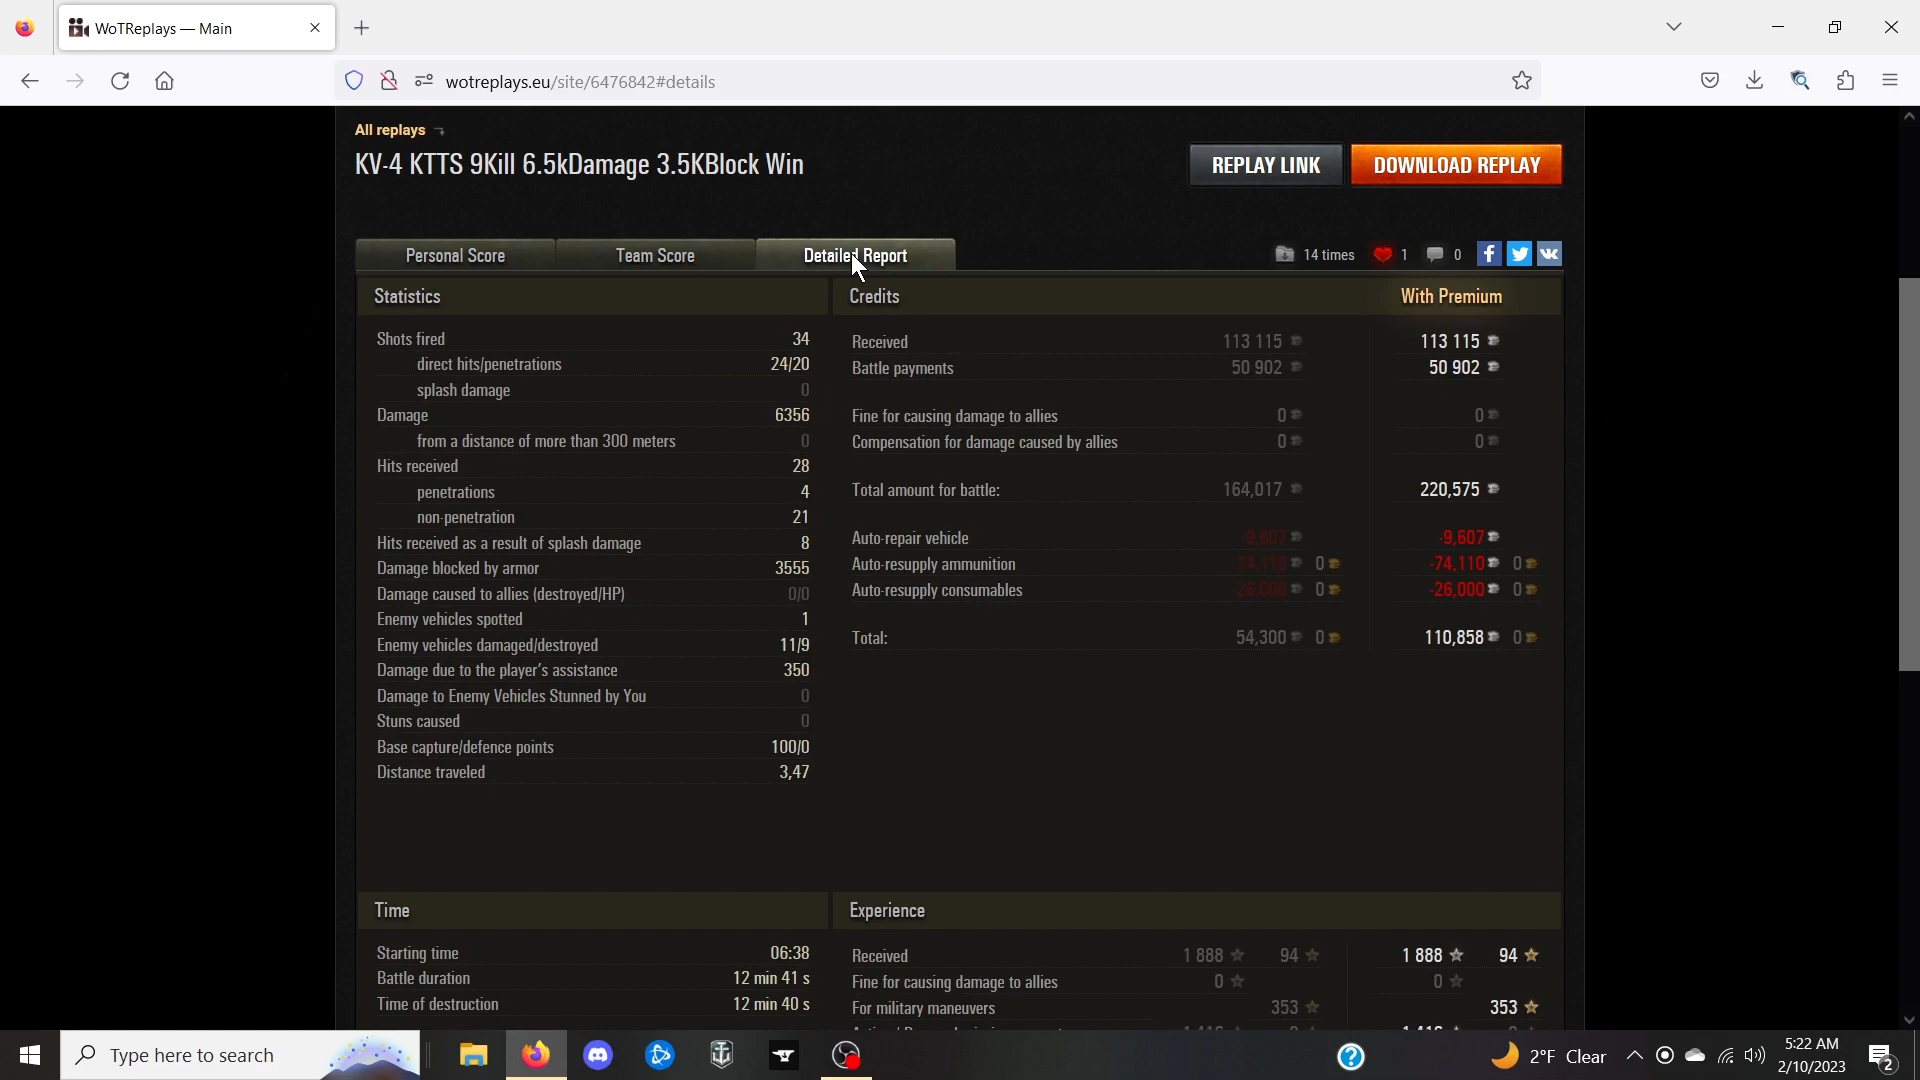 WoTReplays — Main
wotreplays.eu/site/6476842#details
All replays
KV-4 KTTS 9Kill 6.5kDamage 3.5KBlock Win
REPLAY LINK
DOWNLOAD REPLAY
Personal Score
Team Score
Detailed Report
14 times
1
0
Statistics
Shots fired 34
direct hits/penetrations 24/20
splash damage 0
Damage 6356
from a distance of more than 300 meters 0
Hits received 28
penetrations 4
non-penetration 21
Hits received as a result of splash damage 8
Damage blocked by armor 3555
Damage caused to allies (destroyed/HP) 0/0
Enemy vehicles spotted 1
Enemy vehicles damaged/destroyed 11/9
Damage due to the player's assistance 350
Damage to Enemy Vehicles Stunned by You 0
Stuns caused 0
Base capture/defence points 100/0
Distance traveled 3,47
Credits With Premium
Received 113 115 113 115
Battle payments 50 902 50 902
Fine for causing damage to allies 0 0
Compensation for damage caused by allies 0 0
Total amount for battle: 164,017 220,575
Auto-repair vehicle -9,607 -9,607
Auto-resupply ammunition -74,110 0 -74,110 0
Auto-resupply consumables -26,000 0 -26,000 0
Total: 54,300 0 110,858 0
Time
Starting time 06:38
Battle duration 12 min 41 s
Time of destruction 12 min 40 s
Experience
Received 1 888 94 1 888 94
Fine for causing damage to allies 0 0
For military maneuvers 353 353
Type here to search
2°F Clear
5:22 AM
2/10/2023
2